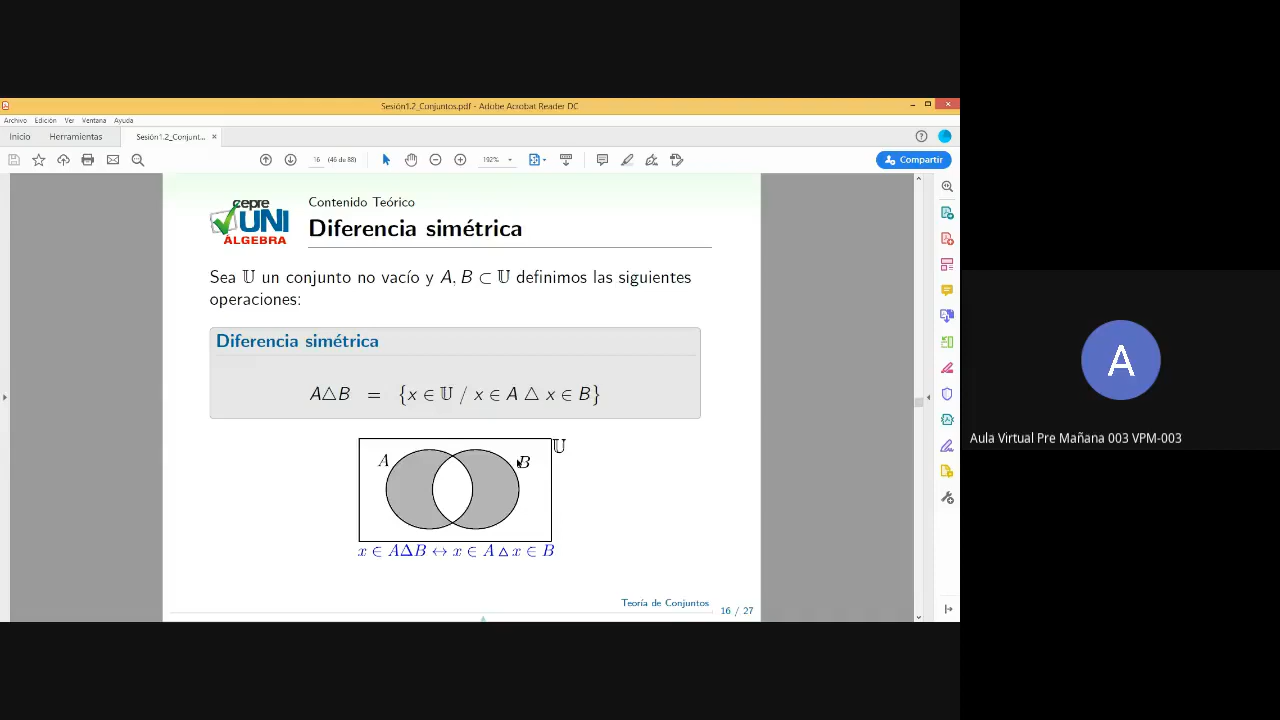 Sesión1.2_Conjuntos.pdf - Adobe Acrobat Reader DC
Archivo Edición Ver Ventana Ayuda
Inicio Herramientas Sesión1.2_Conjunt... ×
16 (46 de 88) 192% Compartir
cepre
UNI
ÁLGEBRA
Contenido Teórico
Diferencia simétrica
Sea 𝕌 un conjunto no vacío y A, B ⊂ 𝕌 definimos las siguientes
operaciones:
Diferencia simétrica
A△B = {x ∈ 𝕌 / x ∈ A △ x ∈ B}
𝕌
A B
x ∈ AΔB ↔ x ∈ A △ x ∈ B
Teoría de Conjuntos
16 / 27
A
Aula Virtual Pre Mañana 003 VPM-003